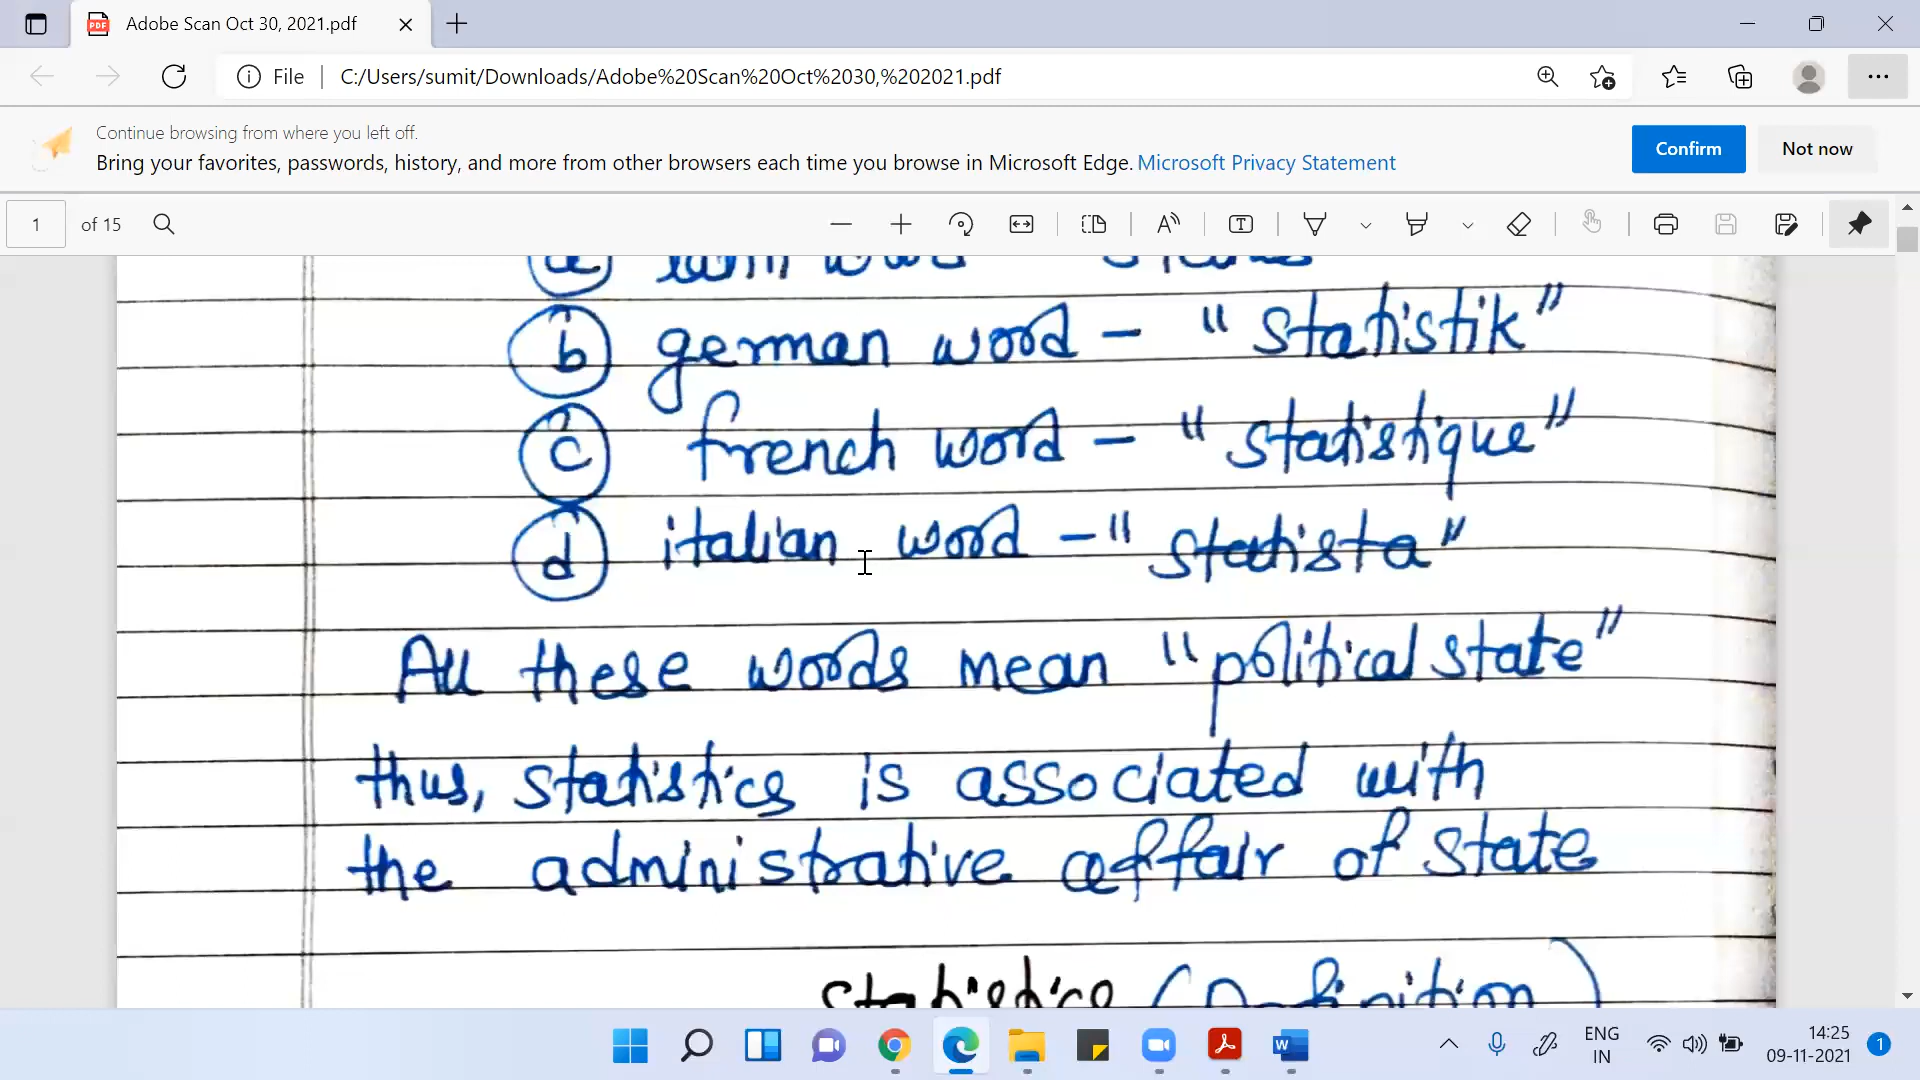 Adobe Scan Oct 30, 2021.pdf
File | C:/Users/sumit/Downloads/Adobe%20Scan%20Oct%2030,%202021.pdf
Continue browsing from where you left off.
Bring your favorites, passwords, history, and more from other browsers each time you browse in Microsoft Edge. Microsoft Privacy Statement
Confirm
Not now
1 of 15
(b) german word - "Statistik"
(c) french word - "statistique"
(d) italian word - "statista"
All these words mean "political state"
thus, statistics is associated with
the administrative affair of state
Statistics (Definition)
ENG
IN
14:25
09-11-2021
1